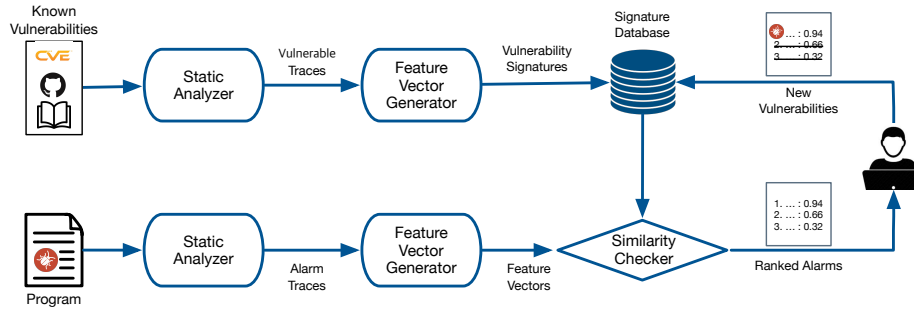 Known
Vulnerabilities
CVE
Static
Analyzer
Vulnerable
Traces
Feature
Vector
Generator
Vulnerability
Signatures
Signature
Database
... : 0.94
2. ... : 0.66
3. ... : 0.32
New
Vulnerabilities
Program
Static
Analyzer
Alarm
Traces
Feature
Vector
Generator
Feature
Vectors
Similarity
Checker
1. ... : 0.94
2. ... : 0.66
3. ... : 0.32
Ranked Alarms